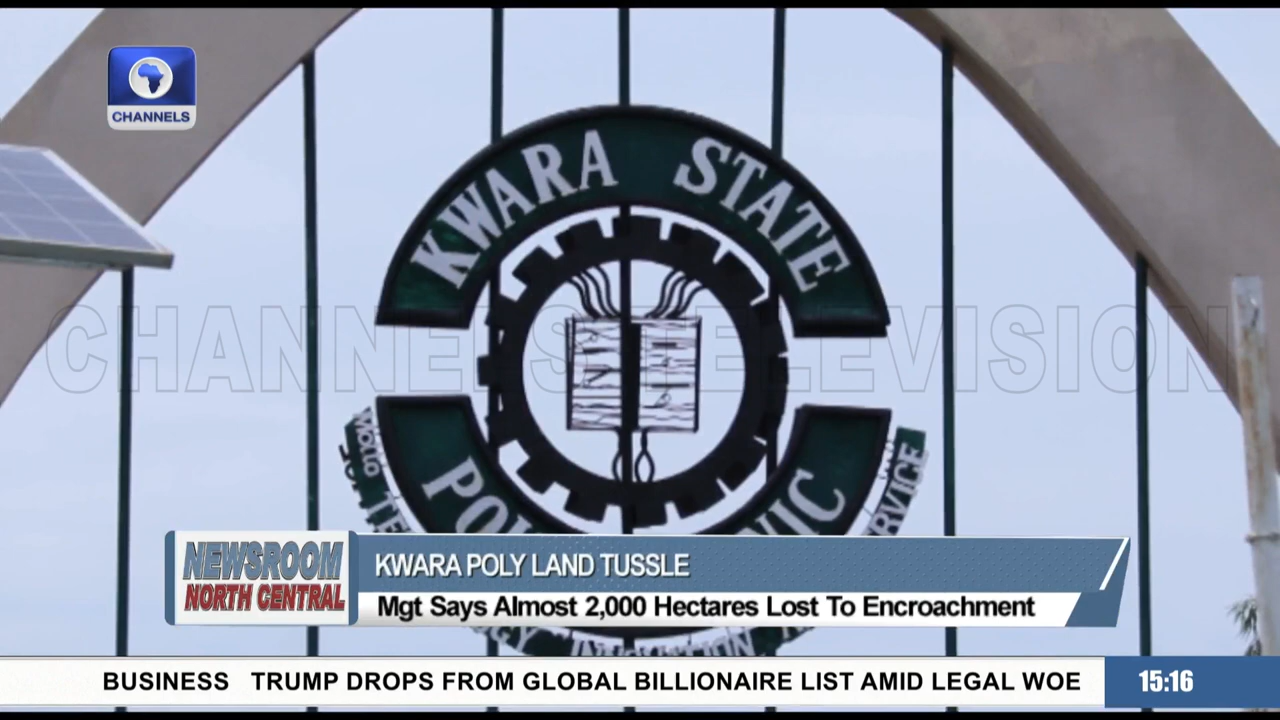 CHANNELS
KWARA STATE
CHANNELS TELEVISION
NEWSROOM
NORTH CENTRAL
KWARA POLY LAND TUSSLE
Mgt Says Almost 2,000 Hectares Lost To Encroachment
BUSINESS TRUMP DROPS FROM GLOBAL BILLIONAIRE LIST AMID LEGAL WOE
15:16